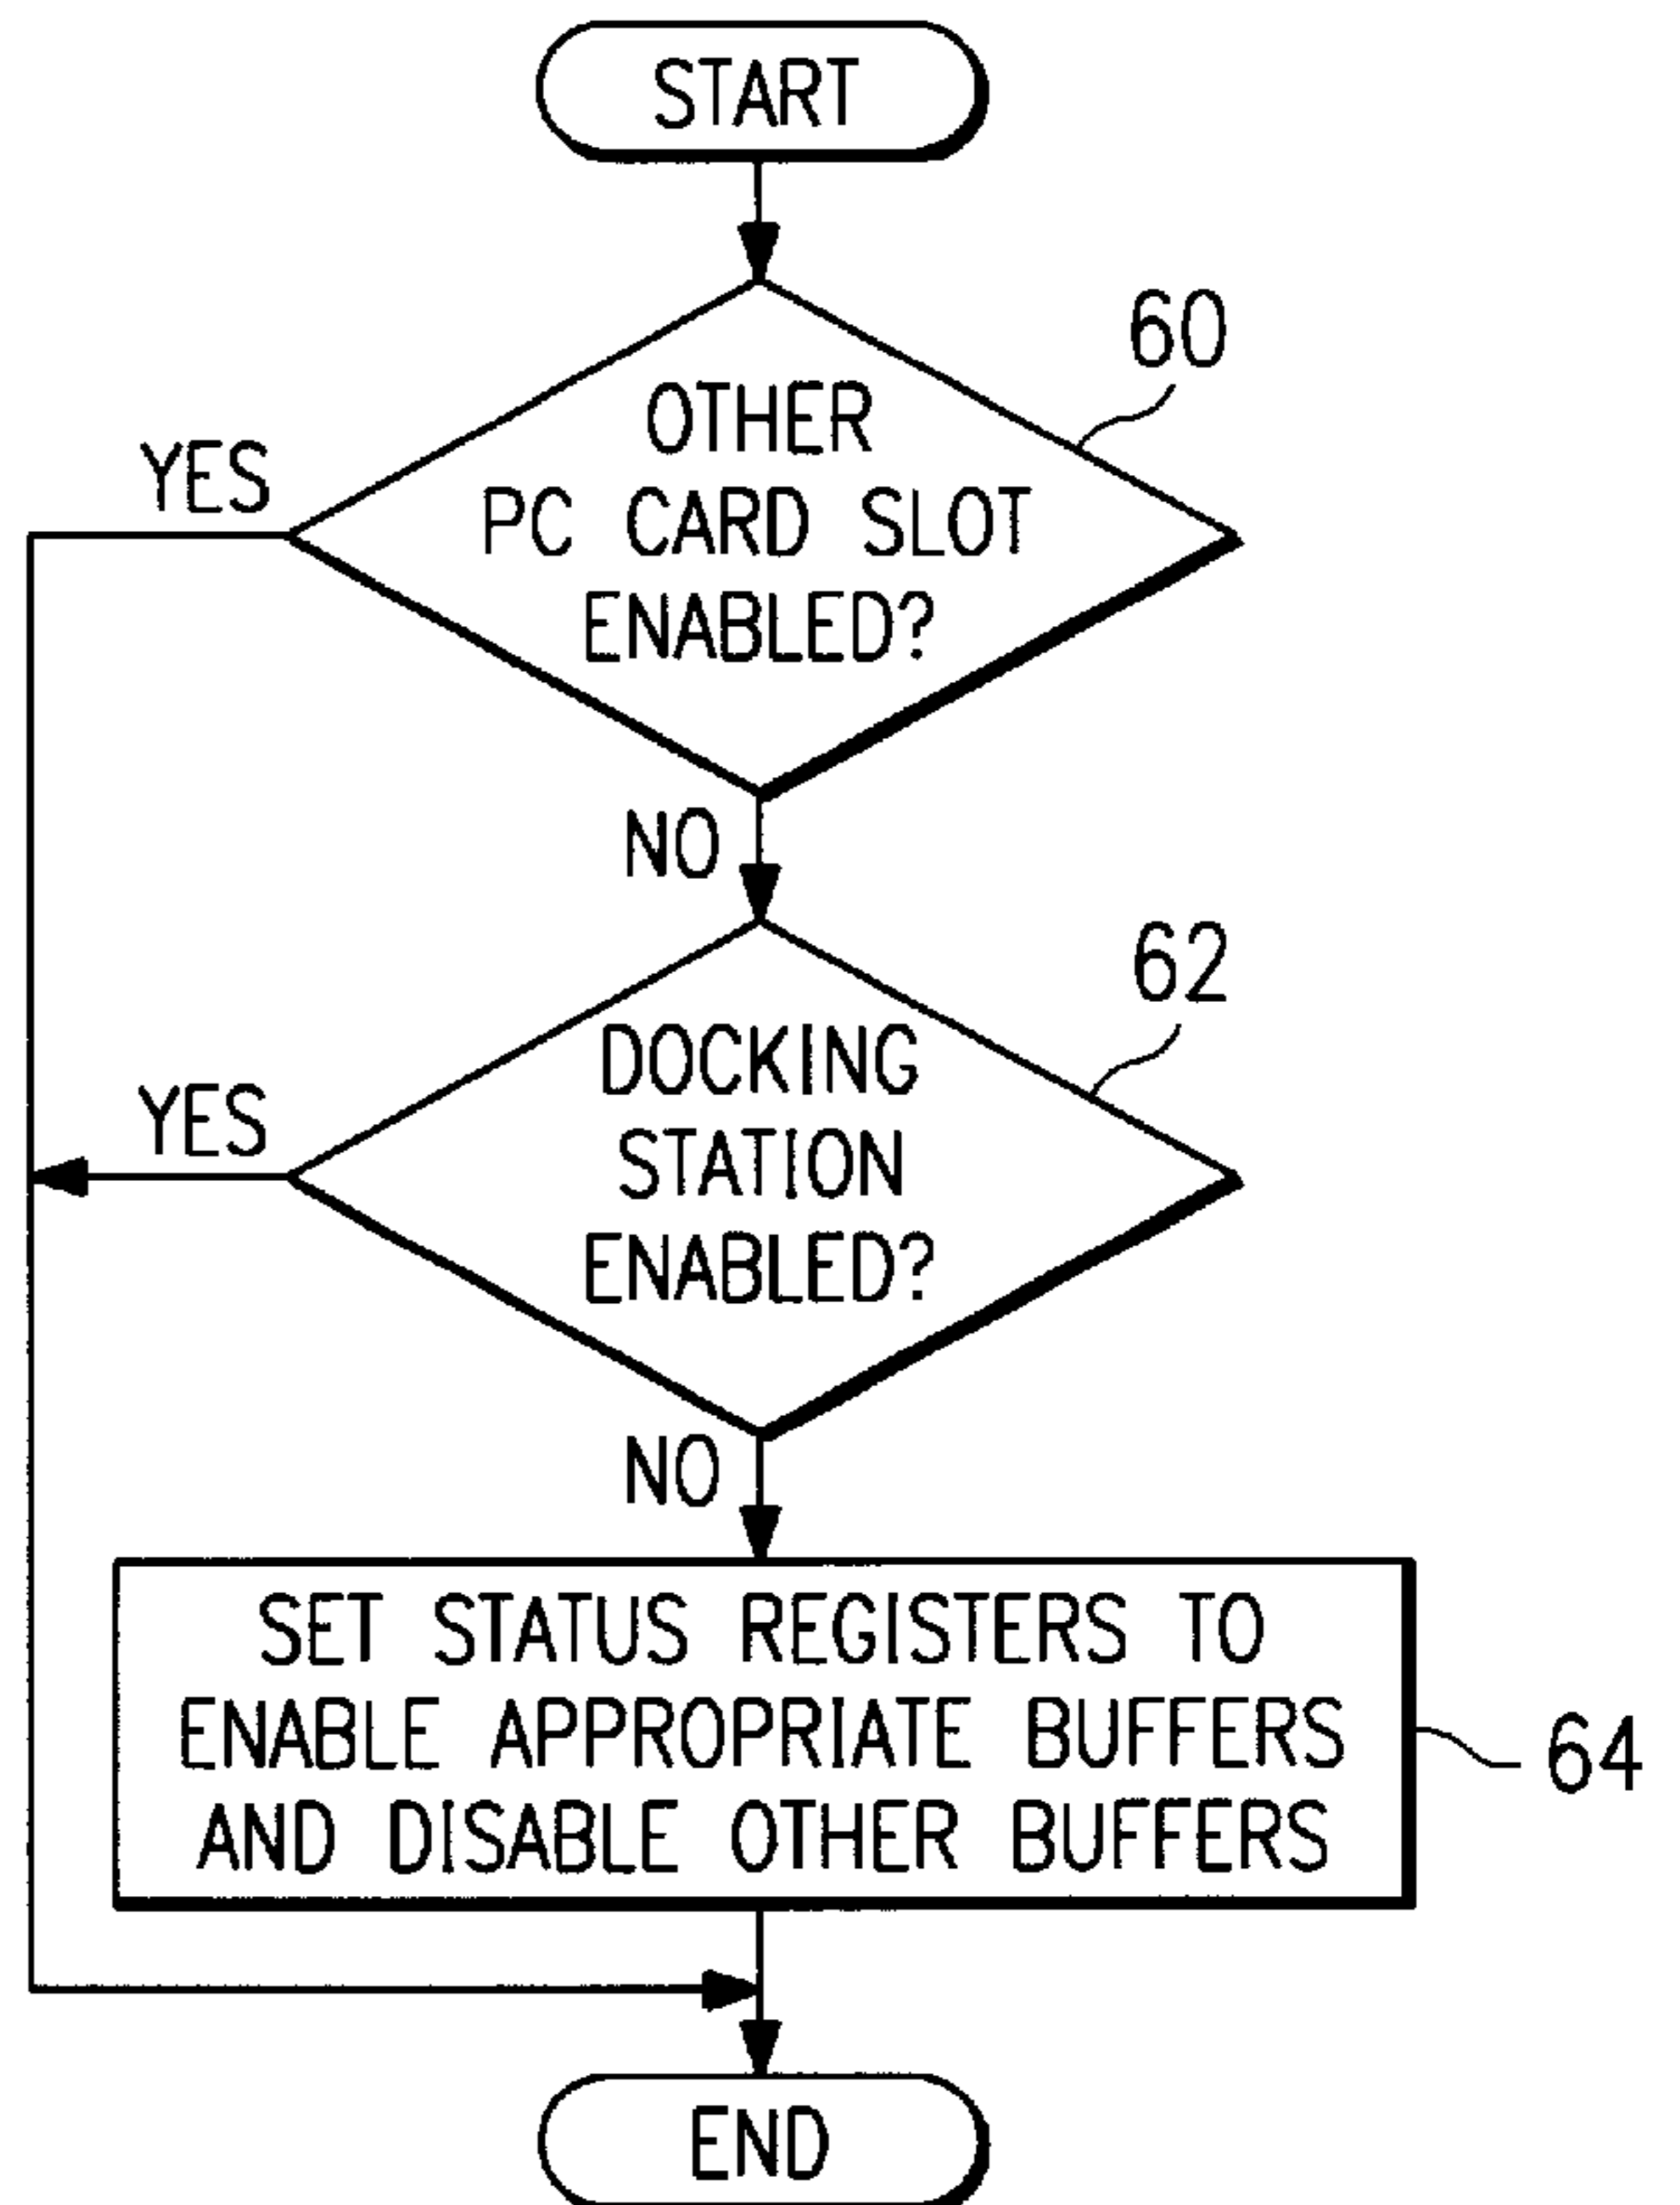 START
60
OTHER
PC CARD SLOT
ENABLED?
YES
NO
62
DOCKING
STATION
ENABLED?
YES
NO
SET STATUS REGISTERS TO
ENABLE APPROPRIATE BUFFERS
AND DISABLE OTHER BUFFERS
64
END